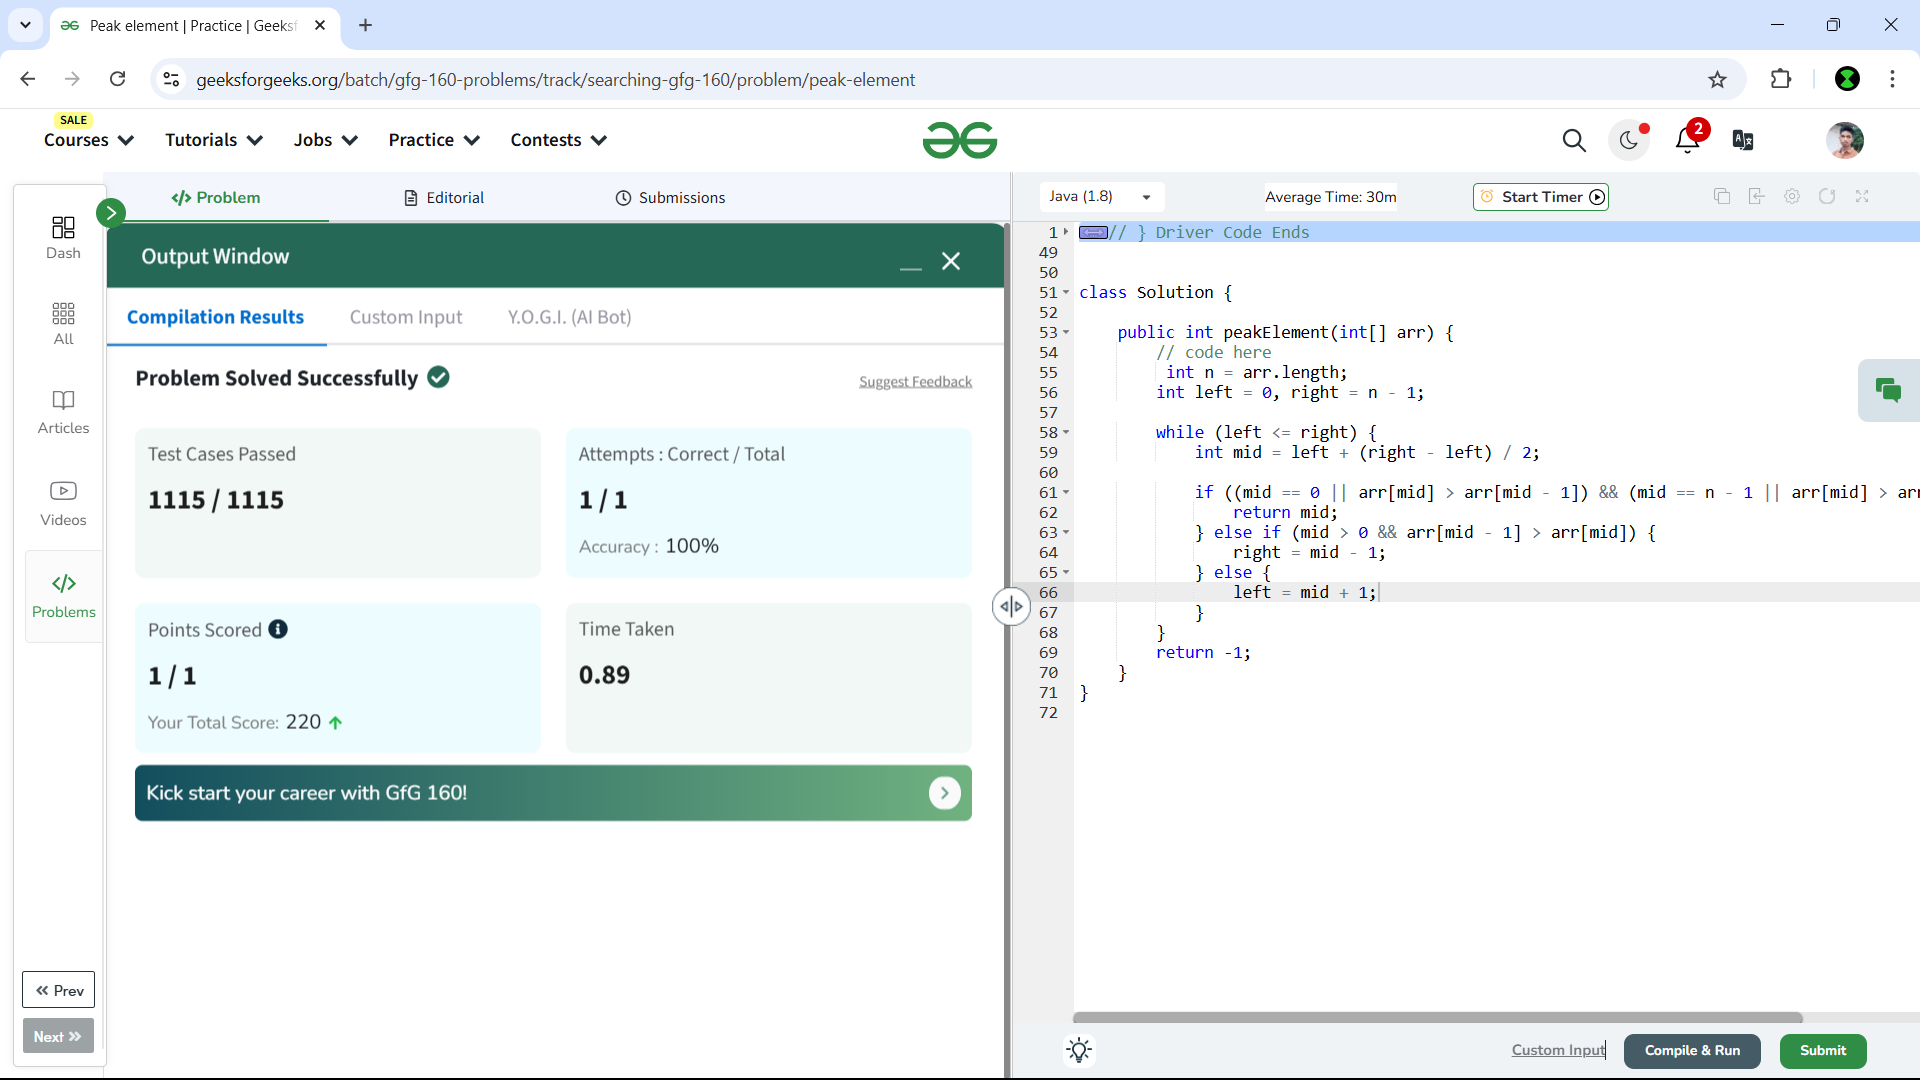 Peak element | Practice | Geeksf
geeksforgeeks.org/batch/gfg-160-problems/track/searching-gfg-160/problem/peak-element
SALE
Courses
Tutorials
Jobs
Practice
Contests
2
Dash
All
Articles
Videos
Problems
Prev
Next
Problem
Editorial
Submissions
Output Window
Compilation Results
Custom Input
Y.O.G.I. (AI Bot)
Problem Solved Successfully
Suggest Feedback
Test Cases Passed
1115 / 1115
Attempts : Correct / Total
1 / 1
Accuracy : 100%
Points Scored
1 / 1
Your Total Score: 220
Time Taken
0.89
Kick start your career with GfG 160!
Java (1.8)
Average Time: 30m
Start Timer
1 // } Driver Code Ends
49
50
51 class Solution {
52
53 public int peakElement(int[] arr) {
54 // code here
55 int n = arr.length;
56 int left = 0, right = n - 1;
57
58 while (left <= right) {
59 int mid = left + (right - left) / 2;
60
61 if ((mid == 0 || arr[mid] > arr[mid - 1]) && (mid == n - 1 || arr[mid] > arr
62 return mid;
63 } else if (mid > 0 && arr[mid - 1] > arr[mid]) {
64 right = mid - 1;
65 } else {
66 left = mid + 1;
67 }
68 }
69 return -1;
70 }
71 }
72
Custom Input
Compile & Run
Submit